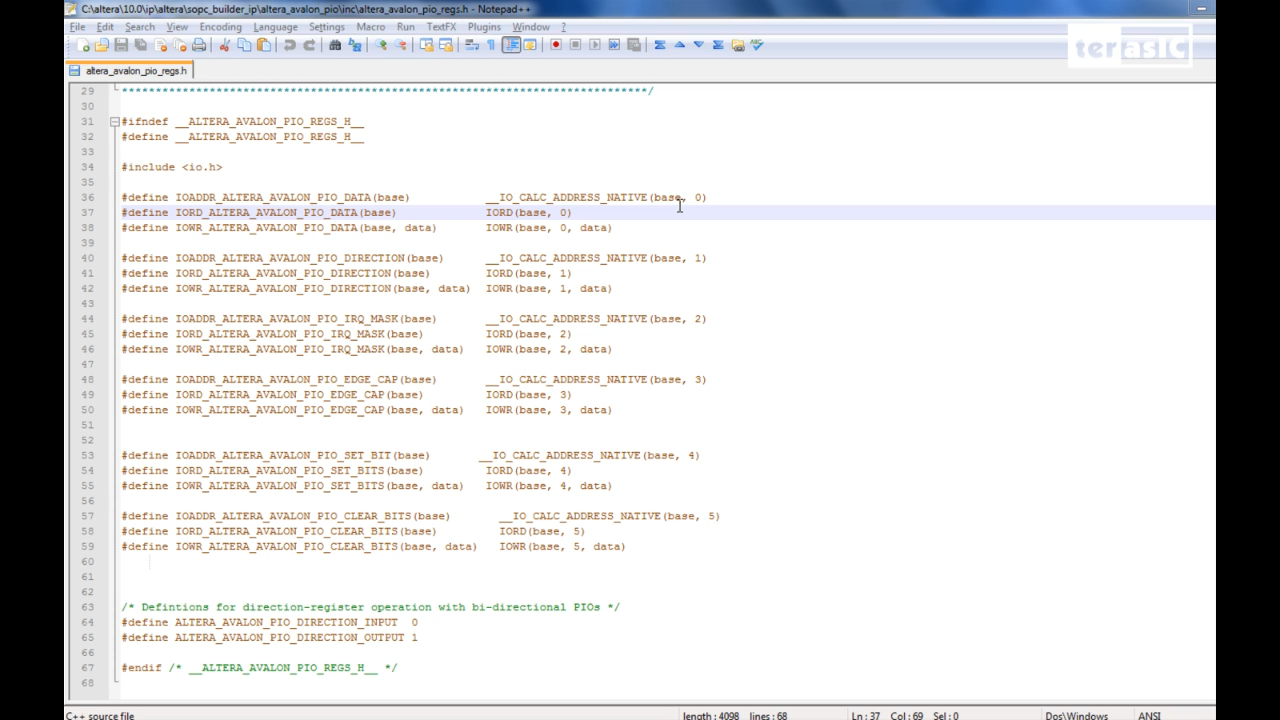 C:\altera\10.0\ip\altera\sopc_builder_ip\altera_avalon_pio\inc\altera_avalon_pio_regs.h - Notepad++
File Edit Search View Encoding Language Settings Macro Run TextFX Plugins Window ?
terasic
altera_avalon_pio_regs.h
29 ******************************************************************************/
30
31 #ifndef __ALTERA_AVALON_PIO_REGS_H__
32 #define __ALTERA_AVALON_PIO_REGS_H__
33
34 #include <io.h>
35
36 #define IOADDR_ALTERA_AVALON_PIO_DATA(base) __IO_CALC_ADDRESS_NATIVE(base, 0)
37 #define IORD_ALTERA_AVALON_PIO_DATA(base) IORD(base, 0)
38 #define IOWR_ALTERA_AVALON_PIO_DATA(base, data) IOWR(base, 0, data)
39
40 #define IOADDR_ALTERA_AVALON_PIO_DIRECTION(base) __IO_CALC_ADDRESS_NATIVE(base, 1)
41 #define IORD_ALTERA_AVALON_PIO_DIRECTION(base) IORD(base, 1)
42 #define IOWR_ALTERA_AVALON_PIO_DIRECTION(base, data) IOWR(base, 1, data)
43
44 #define IOADDR_ALTERA_AVALON_PIO_IRQ_MASK(base) __IO_CALC_ADDRESS_NATIVE(base, 2)
45 #define IORD_ALTERA_AVALON_PIO_IRQ_MASK(base) IORD(base, 2)
46 #define IOWR_ALTERA_AVALON_PIO_IRQ_MASK(base, data) IOWR(base, 2, data)
47
48 #define IOADDR_ALTERA_AVALON_PIO_EDGE_CAP(base) __IO_CALC_ADDRESS_NATIVE(base, 3)
49 #define IORD_ALTERA_AVALON_PIO_EDGE_CAP(base) IORD(base, 3)
50 #define IOWR_ALTERA_AVALON_PIO_EDGE_CAP(base, data) IOWR(base, 3, data)
51
52
53 #define IOADDR_ALTERA_AVALON_PIO_SET_BIT(base) __IO_CALC_ADDRESS_NATIVE(base, 4)
54 #define IORD_ALTERA_AVALON_PIO_SET_BITS(base) IORD(base, 4)
55 #define IOWR_ALTERA_AVALON_PIO_SET_BITS(base, data) IOWR(base, 4, data)
56
57 #define IOADDR_ALTERA_AVALON_PIO_CLEAR_BITS(base) __IO_CALC_ADDRESS_NATIVE(base, 5)
58 #define IORD_ALTERA_AVALON_PIO_CLEAR_BITS(base) IORD(base, 5)
59 #define IOWR_ALTERA_AVALON_PIO_CLEAR_BITS(base, data) IOWR(base, 5, data)
60
61
62
63 /* Defintions for direction-register operation with bi-directional PIOs */
64 #define ALTERA_AVALON_PIO_DIRECTION_INPUT 0
65 #define ALTERA_AVALON_PIO_DIRECTION_OUTPUT 1
66
67 #endif /* __ALTERA_AVALON_PIO_REGS_H__ */
68
C++ source file length : 4098 lines : 68 Ln : 37 Col : 69 Sel : 0 Dos\Windows ANSI